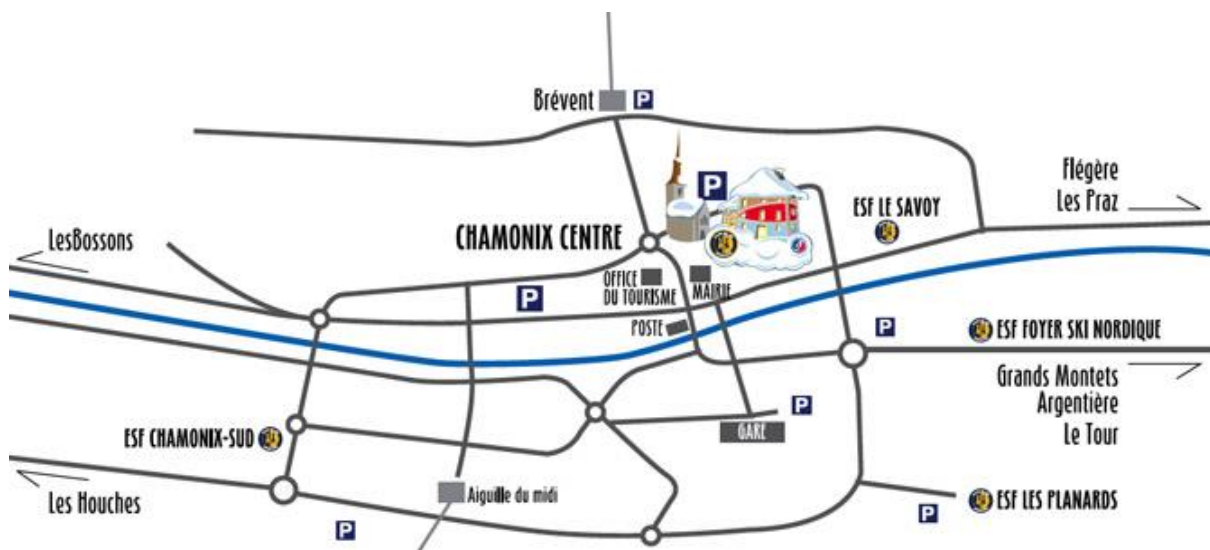 Brévent
P
P
Flégère
Les Praz
ESF LE SAVOY
CHAMONIX CENTRE
LesBossons
OFFICE
DU TOURISME
MAIRIE
P
POSTE
P
ESF FOYER SKI NORDIQUE
Grands Montets
Argentière
Le Tour
P
GARE
ESF CHAMONIX-SUD
Les Houches
Aiguille du midi
P
P
ESF LES PLANARDS